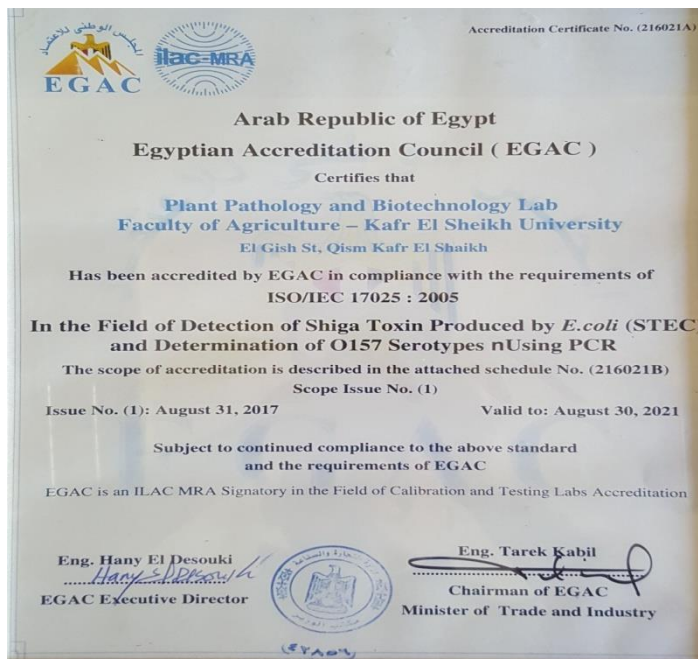 Accreditation Certificate No. (216021A)
المجلس الوطنى للاعتماد
EGAC
ilac-MRA
Arab Republic of Egypt
Egyptian Accreditation Council ( EGAC )
Certifies that
Plant Pathology and Biotechnology Lab
Faculty of Agriculture – Kafr El Sheikh University
El Gish St, Qism Kafr El Shaikh
Has been accredited by EGAC in compliance with the requirements of
ISO/IEC 17025 : 2005
In the Field of Detection of Shiga Toxin Produced by E.coli (STEC
and Determination of O157 Serotypes nUsing PCR
The scope of accreditation is described in the attached schedule No. (216021B)
Scope Issue No. (1)
Issue No. (1): August 31, 2017 Valid to: August 30, 2021
Subject to continued compliance to the above standard
and the requirements of EGAC
EGAC is an ILAC MRA Signatory in the Field of Calibration and Testing Labs Accreditation
Eng. Hany El Desouki
Hany El Desouki
EGAC Executive Director
Eng. Tarek Kabil
Chairman of EGAC
Minister of Trade and Industry